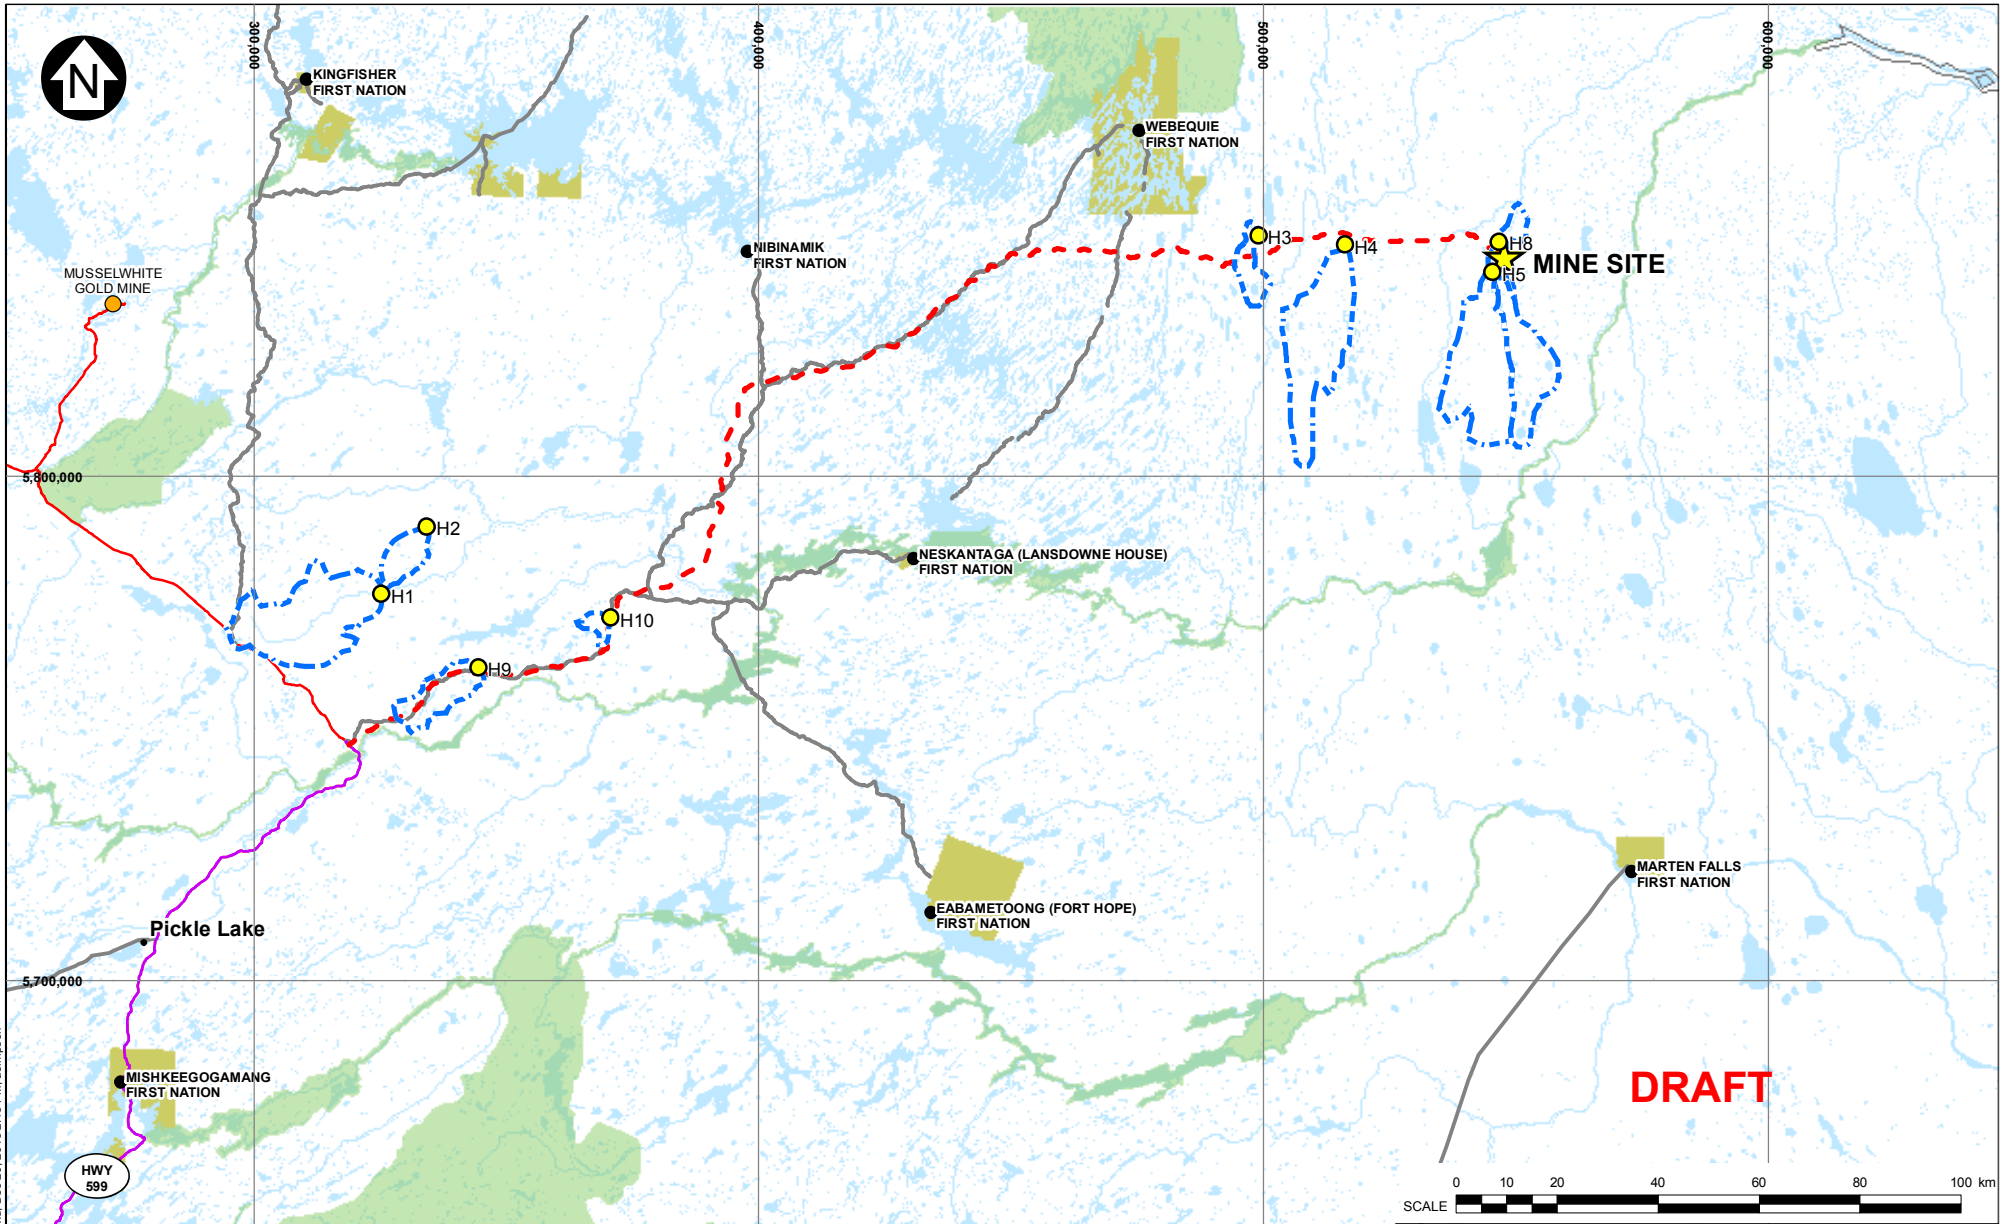 300,000
400,000
500,000
600,000
N
KINGFISHER
FIRST NATION
WEBEQUIE
FIRST NATION
NIBINAMIK
FIRST NATION
H3
H4
H8
MINE SITE
H5
MUSSELWHITE
GOLD MINE
5,800,000
H2
NESKANTAGA (LANSDOWNE HOUSE)
FIRST NATION
H1
H10
H9
MARTEN FALLS
FIRST NATION
EABAMETOONG (FORT HOPE)
FIRST NATION
Pickle Lake
5,700,000
MISHKEEGOGAMANG
FIRST NATION
DRAFT
HWY
599
0 10 20 40 60 80 100 km
SCALE